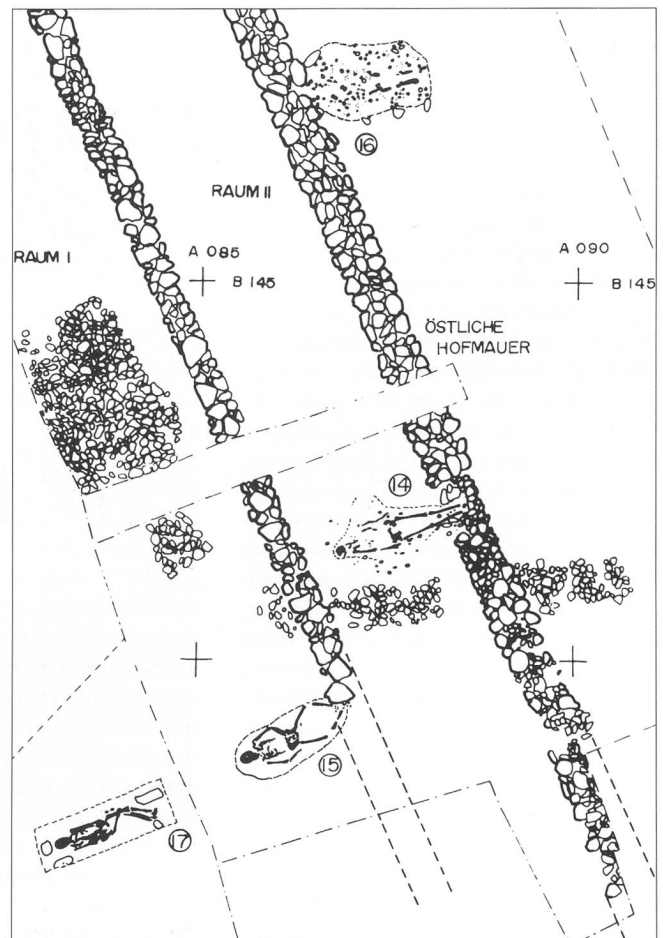 16
RAUM II
A 085
A 090
RAUM I
B 145
B 145
ÖSTLICHE
HOFMAUER
14
15
17